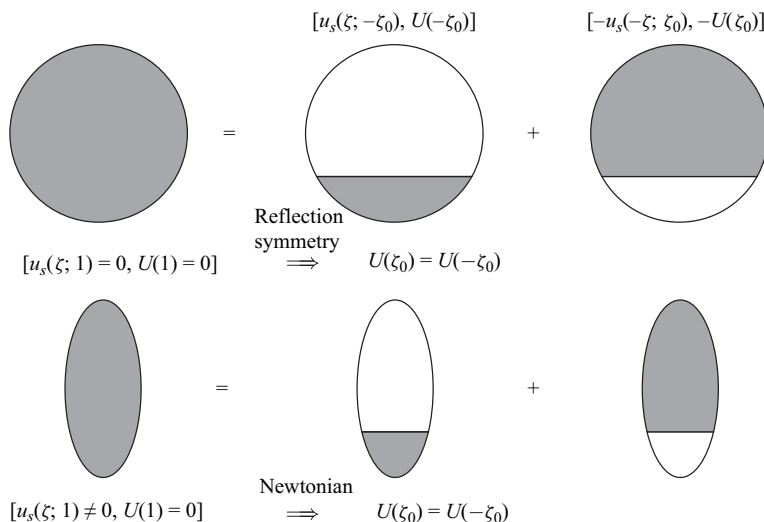 [u_s(ζ; −ζ_0), U(−ζ_0)]
[−u_s(−ζ; ζ_0), −U(ζ_0)]
=
+
Reflection
symmetry
[u_s(ζ; 1) = 0, U(1) = 0]
⟹
U(ζ_0) = U(−ζ_0)
=
+
Newtonian
[u_s(ζ; 1) ≠ 0, U(1) = 0]
⟹
U(ζ_0) = U(−ζ_0)